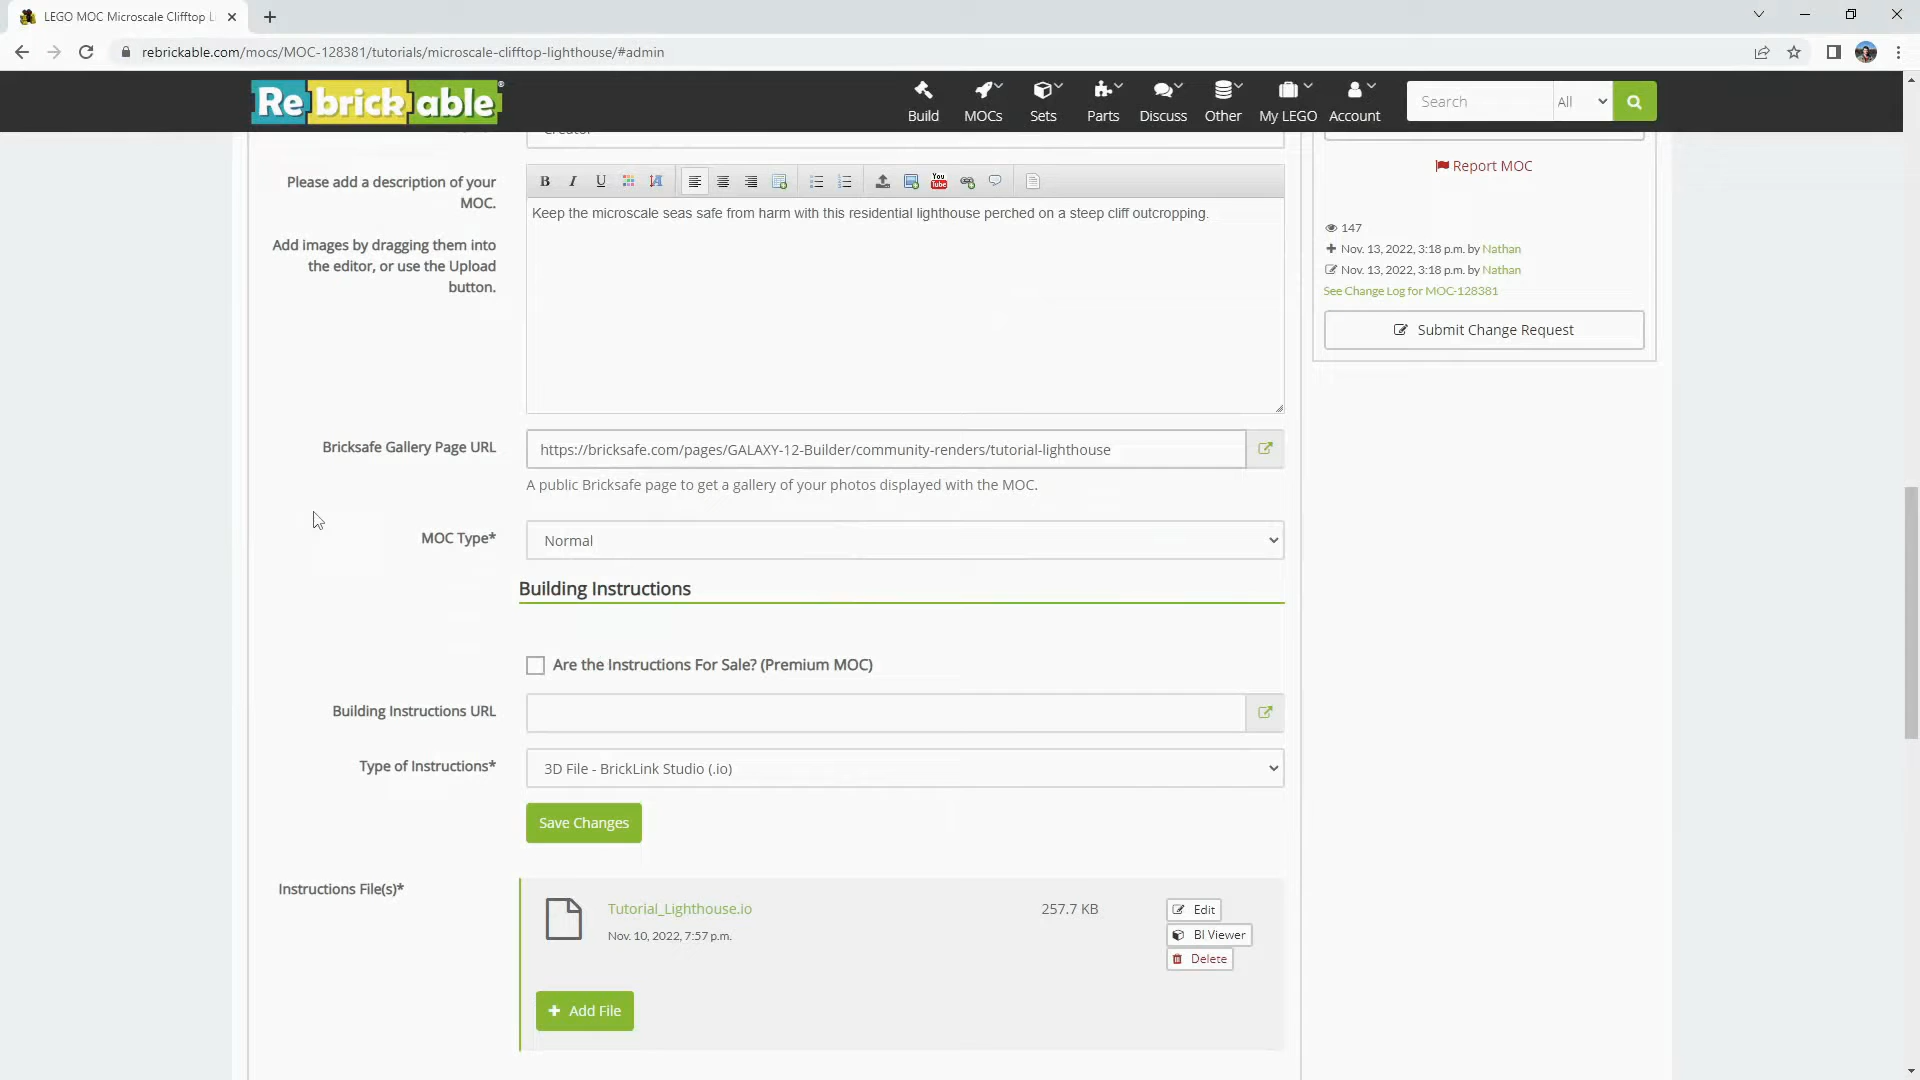 LEGO MOC Microscale Clifftop L
rebrickable.com/mocs/MOC-128381/tutorials/microscale-clifftop-lighthouse/#admin
Rebrickable®
Build
MOCs
Sets
Parts
Discuss
Other
My LEGO
Account
Search
All
Creator
Please add a description of your
MOC.
Add images by dragging them into
the editor, or use the Upload
button.
B I U
You
Tube
Keep the microscale seas safe from harm with this residential lighthouse perched on a steep cliff outcropping.
Report MOC
147
Nov. 13, 2022, 3:18 p.m. by Nathan
Nov. 13, 2022, 3:18 p.m. by Nathan
See Change Log for MOC-128381
Submit Change Request
Bricksafe Gallery Page URL
https://bricksafe.com/pages/GALAXY-12-Builder/community-renders/tutorial-lighthouse
A public Bricksafe page to get a gallery of your photos displayed with the MOC.
MOC Type*
Normal
Building Instructions
Are the Instructions For Sale? (Premium MOC)
Building Instructions URL
Type of Instructions*
3D File - BrickLink Studio (.io)
Save Changes
Instructions File(s)*
Tutorial_Lighthouse.io
257.7 KB
Nov. 10, 2022, 7:57 p.m.
Edit
BI Viewer
Delete
Add File